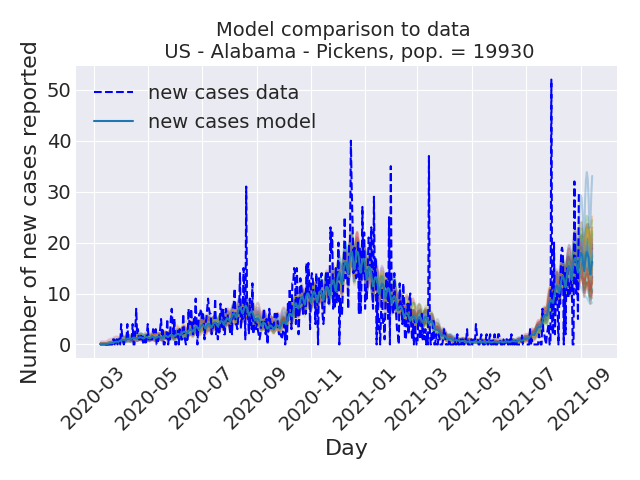 Model comparison to data
US - Alabama - Pickens, pop. = 19930
Number of new cases reported
50
40
30
20
10
0
new cases data
new cases model
2020-03
2020-05
2020-07
2020-09
2020-11
2021-01
2021-03
2021-05
2021-07
2021-09
Day